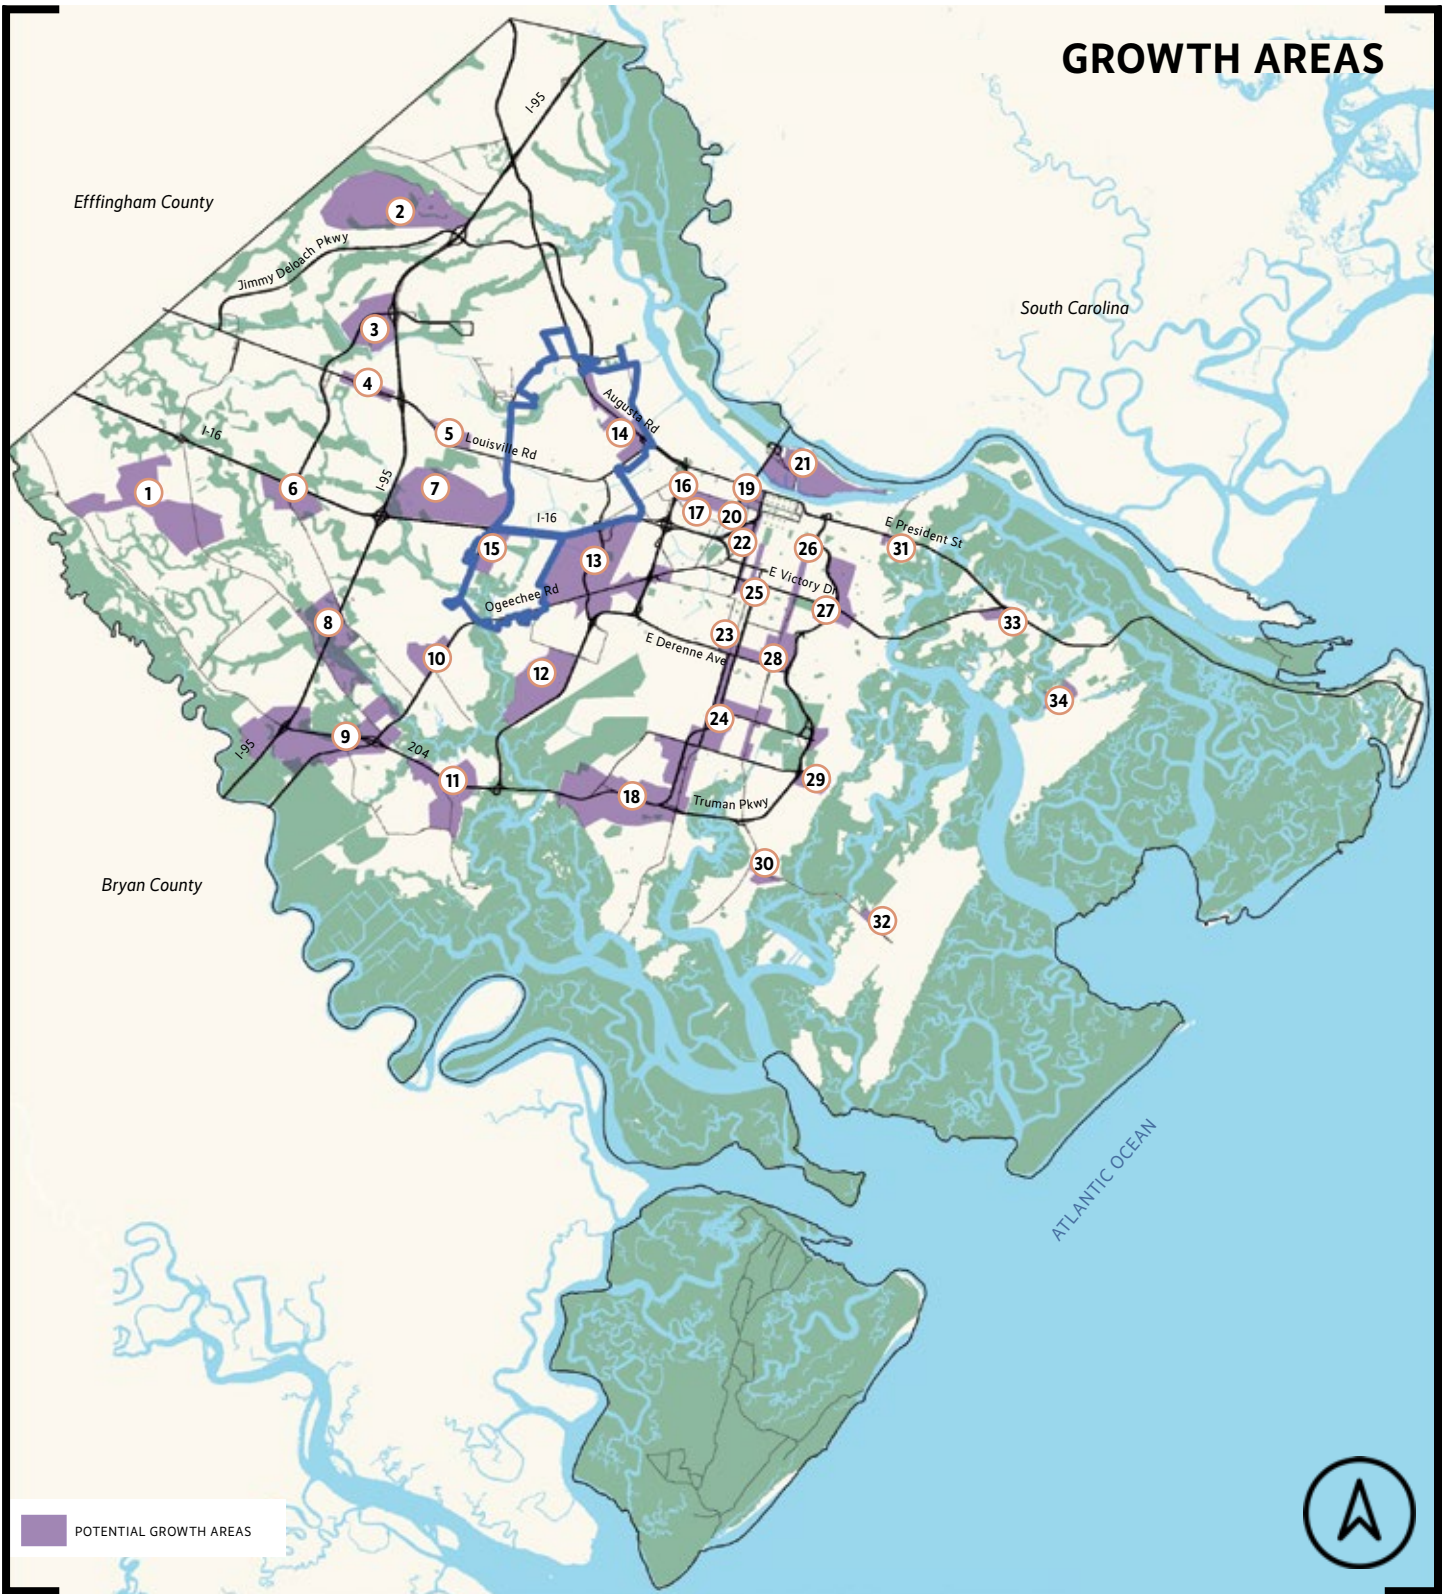 GROWTH AREAS
I-95
Efffingham County
2
Jimmy Deloach Pkwy
South Carolina
3
4
Augusta Rd
I-16
5
Louisville Rd
14
21
I-95
1
6
7
16
19
17
20
I-16
E President St
22
15
26
31
13
E Victory Dr
25
Ogeechee Rd
27
8
33
23
E Derenne Ave
10
28
12
34
24
9
I-95
204
11
29
18
Truman Pkwy
30
Bryan County
32
ATLANTIC OCEAN
POTENTIAL GROWTH AREAS